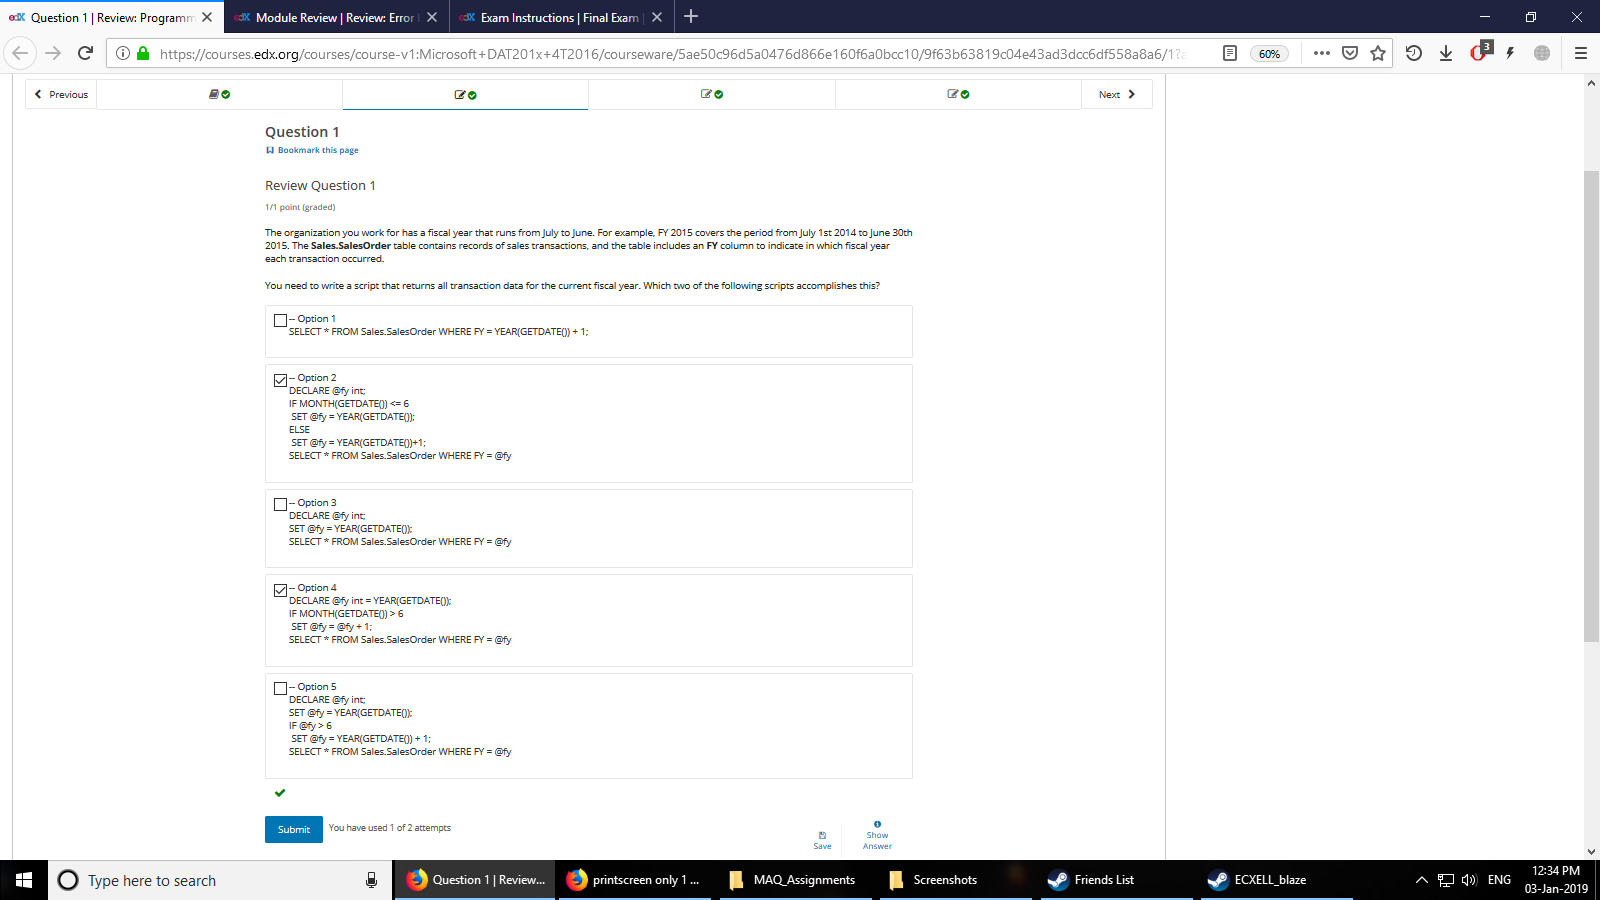 edX Question 1 | Review: Programm
edX Module Review | Review: Error
edX Exam Instructions | Final Exam
https://courses.edx.org/courses/course-v1:Microsoft+DAT201x+4T2016/courseware/5ae50c96d5a0476d866e160f6a0bcc10/9f63b63819c04e43ad3dcc6df558a8a6/1?a
60%
3
Previous
Next
Question 1
Bookmark this page
Review Question 1
1/1 point (graded)
The organization you work for has a fiscal year that runs from July to June. For example, FY 2015 covers the period from July 1st 2014 to June 30th
2015. The Sales.SalesOrder table contains records of sales transactions, and the table includes an FY column to indicate in which fiscal year
each transaction occurred.
You need to write a script that returns all transaction data for the current fiscal year. Which two of the following scripts accomplishes this?
-- Option 1
SELECT * FROM Sales.SalesOrder WHERE FY = YEAR(GETDATE()) + 1;
-- Option 2
DECLARE @fy int;
IF MONTH(GETDATE()) <= 6
SET @fy = YEAR(GETDATE());
ELSE
SET @fy = YEAR(GETDATE())+1;
SELECT * FROM Sales.SalesOrder WHERE FY = @fy
-- Option 3
DECLARE @fy int;
SET @fy = YEAR(GETDATE());
SELECT * FROM Sales.SalesOrder WHERE FY = @fy
-- Option 4
DECLARE @fy int = YEAR(GETDATE());
IF MONTH(GETDATE()) > 6
SET @fy = @fy + 1;
SELECT * FROM Sales.SalesOrder WHERE FY = @fy
-- Option 5
DECLARE @fy int;
SET @fy = YEAR(GETDATE());
IF @fy > 6
SET @fy = YEAR(GETDATE()) + 1;
SELECT * FROM Sales.SalesOrder WHERE FY = @fy
Submit
You have used 1 of 2 attempts
Save
Show
Answer
Type here to search
Question 1 | Review...
printscreen only 1 ...
MAQ_Assignments
Screenshots
Friends List
ECXELL_blaze
ENG
12:34 PM
03-Jan-2019